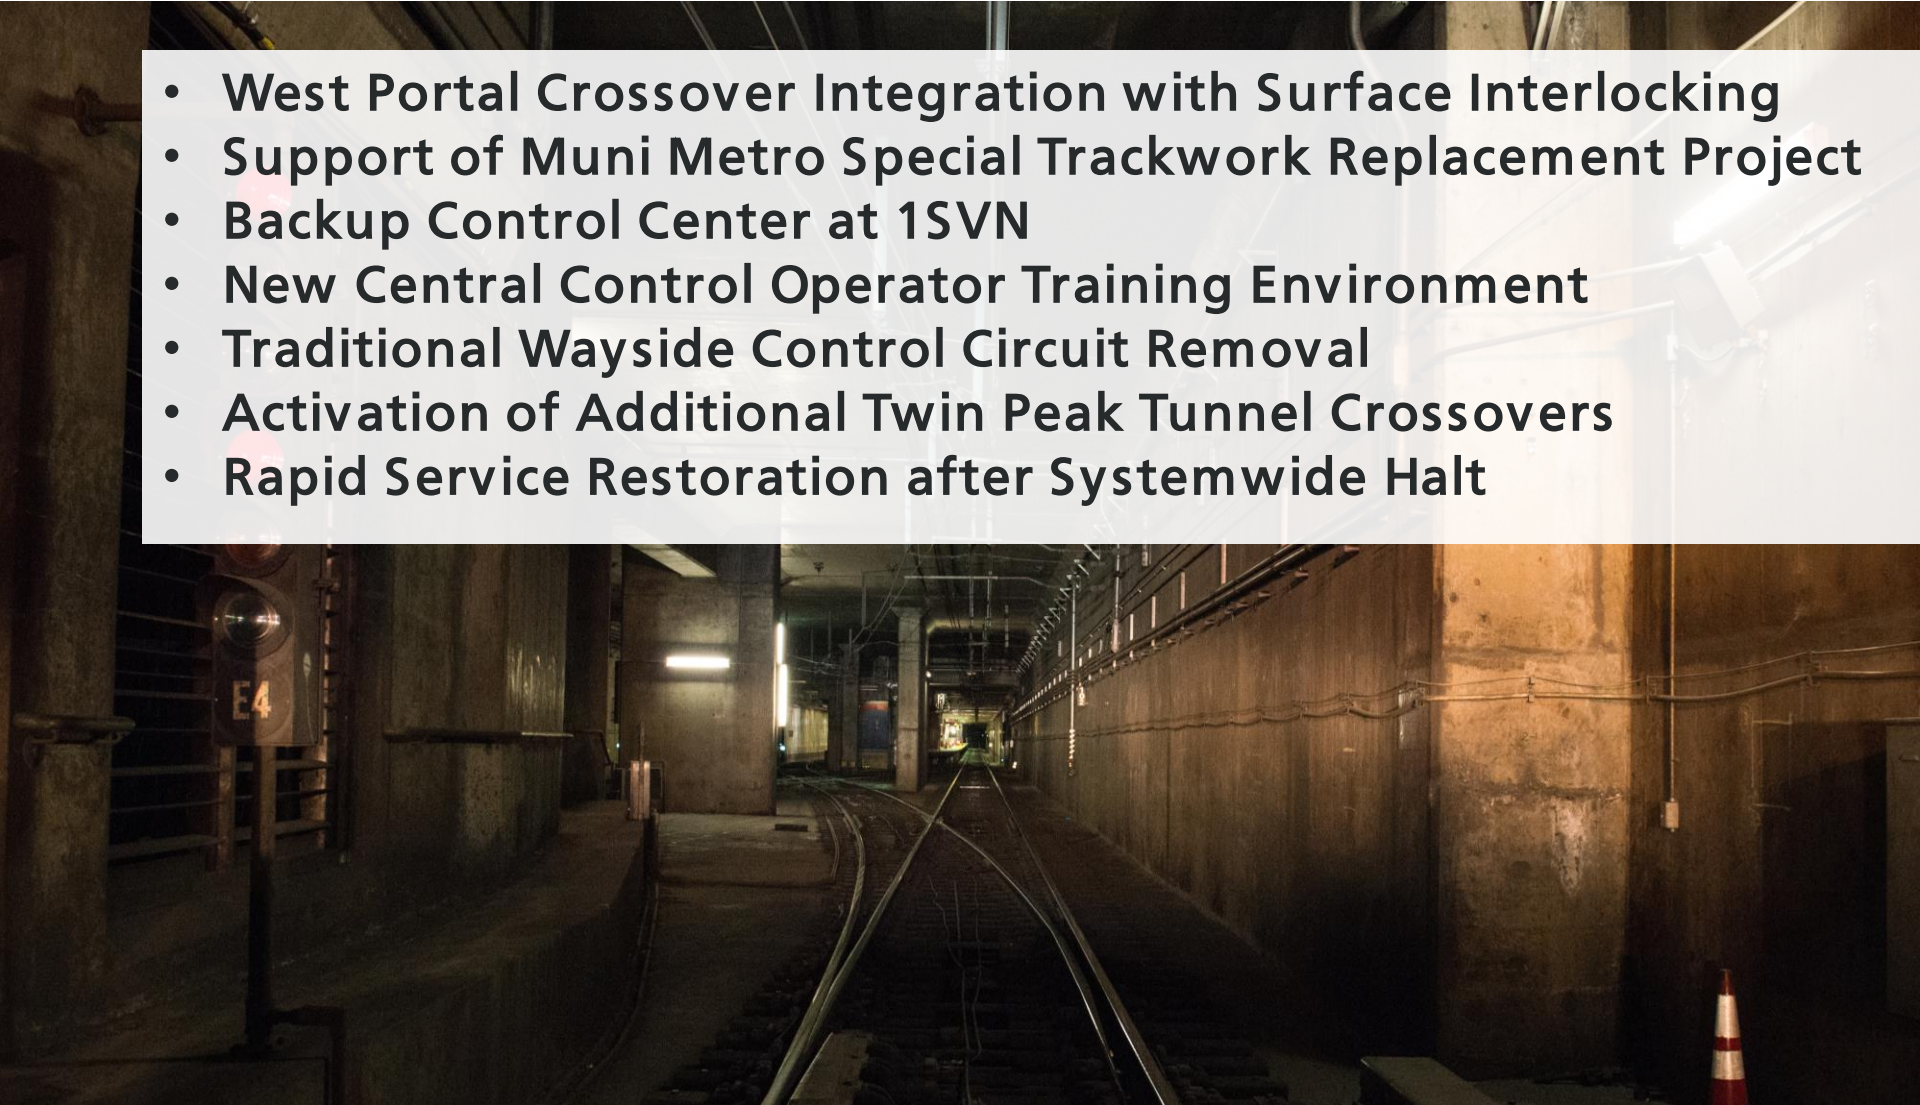 • West Portal Crossover Integration with Surface Interlocking
• Support of Muni Metro Special Trackwork Replacement Project
• Backup Control Center at 1SVN
• New Central Control Operator Training Environment
• Traditional Wayside Control Circuit Removal
• Activation of Additional Twin Peak Tunnel Crossovers
• Rapid Service Restoration after Systemwide Halt
E4